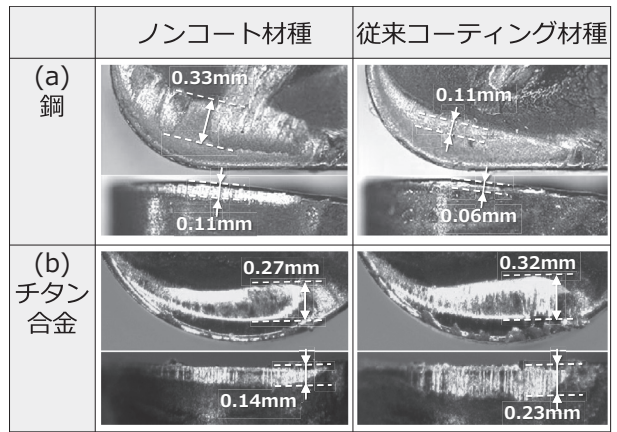 ノンコート材種
従来コーティング材種
(a)
鋼
0.33mm
0.11mm
0.11mm
0.06mm
(b)
チタン
合金
0.27mm
0.14mm
0.32mm
0.23mm